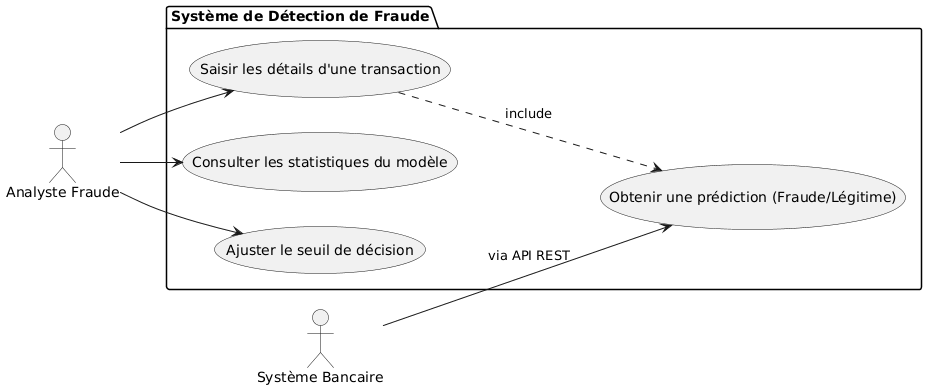 Système de Détection de Fraude
Saisir les détails d'une transaction
include
Consulter les statistiques du modèle
Analyste Fraude
Obtenir une prédiction (Fraude/Légitime)
Ajuster le seuil de décision
via API REST
Système Bancaire